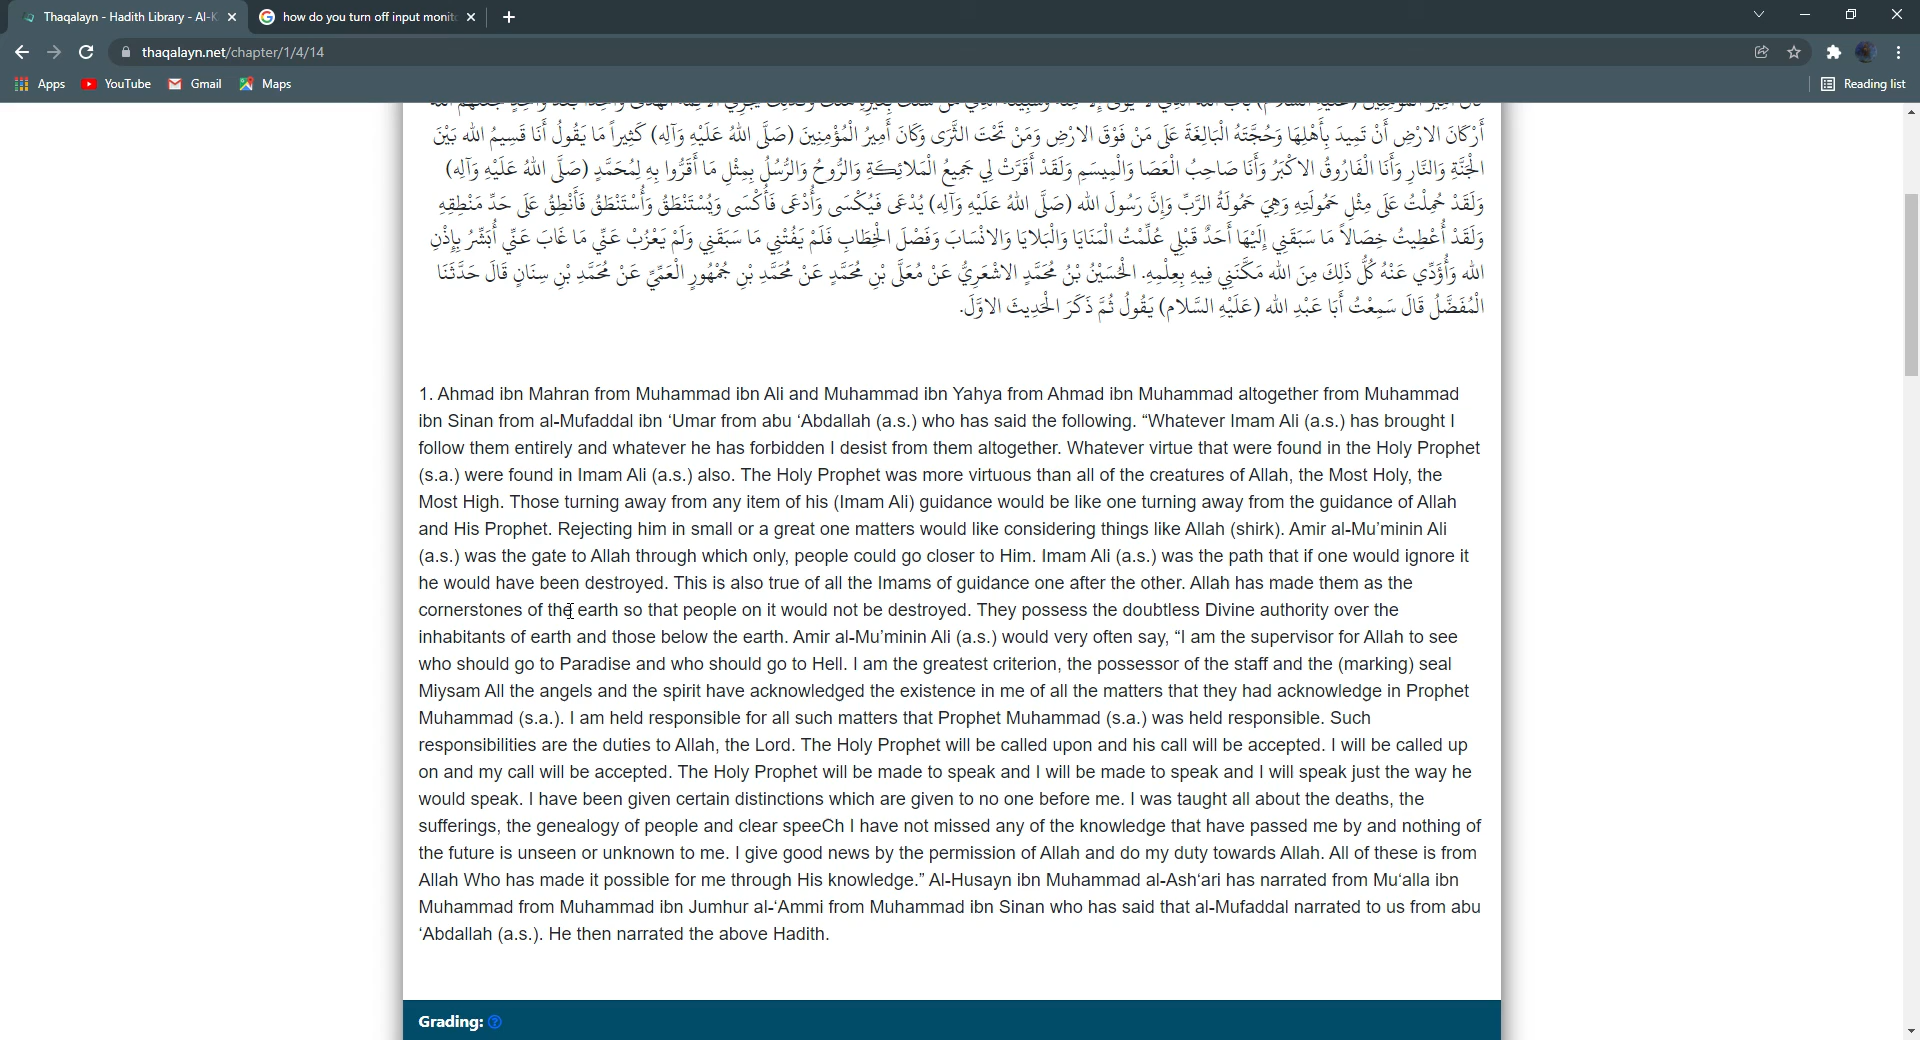 Thaqalayn - Hadith Library - Al-K
how do you turn off input monit
thaqalayn.net/chapter/1/4/14
Apps
YouTube
Gmail
Maps
Reading list
أَرْكَانَ الارْضِ أَنْ تَمِيدَ بِأَهْلِهَا وَحُجَّتَهُ الْبَالِغَةَ عَلَى مَنْ فَوْقَ الارْضِ وَمَنْ تَحْتَ الثَّرَى وَكَانَ أَمِيرُ الْمُؤْمِنِينَ (صَلَّى اللهُ عَلَيْهِ وَآلِه) كَثِيراً مَا يَقُولُ أَنَا قَسِيمُ الله بَيْنَ
الْجَنَّةِ وَالنَّارِ وَأَنَا الْفَارُوقُ الاكْبَرُ وَأَنَا صَاحِبُ الْعَصَا وَالْمِيسَمِ وَلَقَدْ أَقَرَّتْ لِي جَمِيعُ الْمَلائِكَةِ وَالرُّوحُ وَالرُّسُلُ بِمِثْلِ مَا أَقَرُّوا بِهِ لِمُحَمَّدٍ (صَلَّى اللهُ عَلَيْهِ وَآلِه)
وَلَقَدْ حُمِلْتُ عَلَى مِثْلِ حَمُولَتِهِ وَهِيَ حَمُولَةُ الرَّبِّ وَإِنَّ رَسُولَ الله (صَلَّى اللهُ عَلَيْهِ وَآلِه) يُدْعَى فَيُكْسَى وَأُدْعَى فَأُكْسَى وَيُسْتَنْطَقُ وَأُسْتَنْطَقُ فَأَنْطِقُ عَلَى حَدِّ مَنْطِقِهِ
وَلَقَدْ أُعْطِيتُ خِصَالاً مَا سَبَقَنِي إِلَيْهَا أَحَدٌ قَبْلِي عُلِّمْتُ الْمَنَايَا وَالْبَلايَا وَالانْسَابَ وَفَصْلَ الْخِطَابِ فَلَمْ يَفُتْنِي مَا سَبَقَنِي وَلَمْ يَعْزُبْ عَنِّي مَا غَابَ عَنِّي أُبَشِّرُ بِإِذْنِ
الله وَأُؤَدِّي عَنْهُ كُلُّ ذَلِكَ مِنَ الله مَكَّنَنِي فِيهِ بِعِلْمِهِ. الْحُسَيْنُ بْنُ مُحَمَّدٍ الاشْعَرِيُّ عَنْ مُعَلَّى بْنِ مُحَمَّدٍ عَنْ مُحَمَّدِ بْنِ جُمْهُورٍ الْعَمِّيِّ عَنْ مُحَمَّدِ بْنِ سِنَانٍ قَالَ حَدَّثَنَا
الْمُفَضَّلُ قَالَ سَمِعْتُ أَبَا عَبْدِ الله (عَلَيْهِ السَّلام) يَقُولُ ثُمَّ ذَكَرَ الْحَدِيثَ الاوَّلَ.
1. Ahmad ibn Mahran from Muhammad ibn Ali and Muhammad ibn Yahya from Ahmad ibn Muhammad altogether from Muhammad
ibn Sinan from al-Mufaddal ibn ‘Umar from abu ‘Abdallah (a.s.) who has said the following. “Whatever Imam Ali (a.s.) has brought I
follow them entirely and whatever he has forbidden I desist from them altogether. Whatever virtue that were found in the Holy Prophet
(s.a.) were found in Imam Ali (a.s.) also. The Holy Prophet was more virtuous than all of the creatures of Allah, the Most Holy, the
Most High. Those turning away from any item of his (Imam Ali) guidance would be like one turning away from the guidance of Allah
and His Prophet. Rejecting him in small or a great one matters would like considering things like Allah (shirk). Amir al-Mu’minin Ali
(a.s.) was the gate to Allah through which only, people could go closer to Him. Imam Ali (a.s.) was the path that if one would ignore it
he would have been destroyed. This is also true of all the Imams of guidance one after the other. Allah has made them as the
cornerstones of the earth so that people on it would not be destroyed. They possess the doubtless Divine authority over the
inhabitants of earth and those below the earth. Amir al-Mu’minin Ali (a.s.) would very often say, “I am the supervisor for Allah to see
who should go to Paradise and who should go to Hell. I am the greatest criterion, the possessor of the staff and the (marking) seal
Miysam All the angels and the spirit have acknowledged the existence in me of all the matters that they had acknowledge in Prophet
Muhammad (s.a.). I am held responsible for all such matters that Prophet Muhammad (s.a.) was held responsible. Such
responsibilities are the duties to Allah, the Lord. The Holy Prophet will be called upon and his call will be accepted. I will be called up
on and my call will be accepted. The Holy Prophet will be made to speak and I will be made to speak and I will speak just the way he
would speak. I have been given certain distinctions which are given to no one before me. I was taught all about the deaths, the
sufferings, the genealogy of people and clear speeCh I have not missed any of the knowledge that have passed me by and nothing of
the future is unseen or unknown to me. I give good news by the permission of Allah and do my duty towards Allah. All of these is from
Allah Who has made it possible for me through His knowledge.” Al-Husayn ibn Muhammad al-Ash‘ari has narrated from Mu‘alla ibn
Muhammad from Muhammad ibn Jumhur al-‘Ammi from Muhammad ibn Sinan who has said that al-Mufaddal narrated to us from abu
‘Abdallah (a.s.). He then narrated the above Hadith.
Grading: